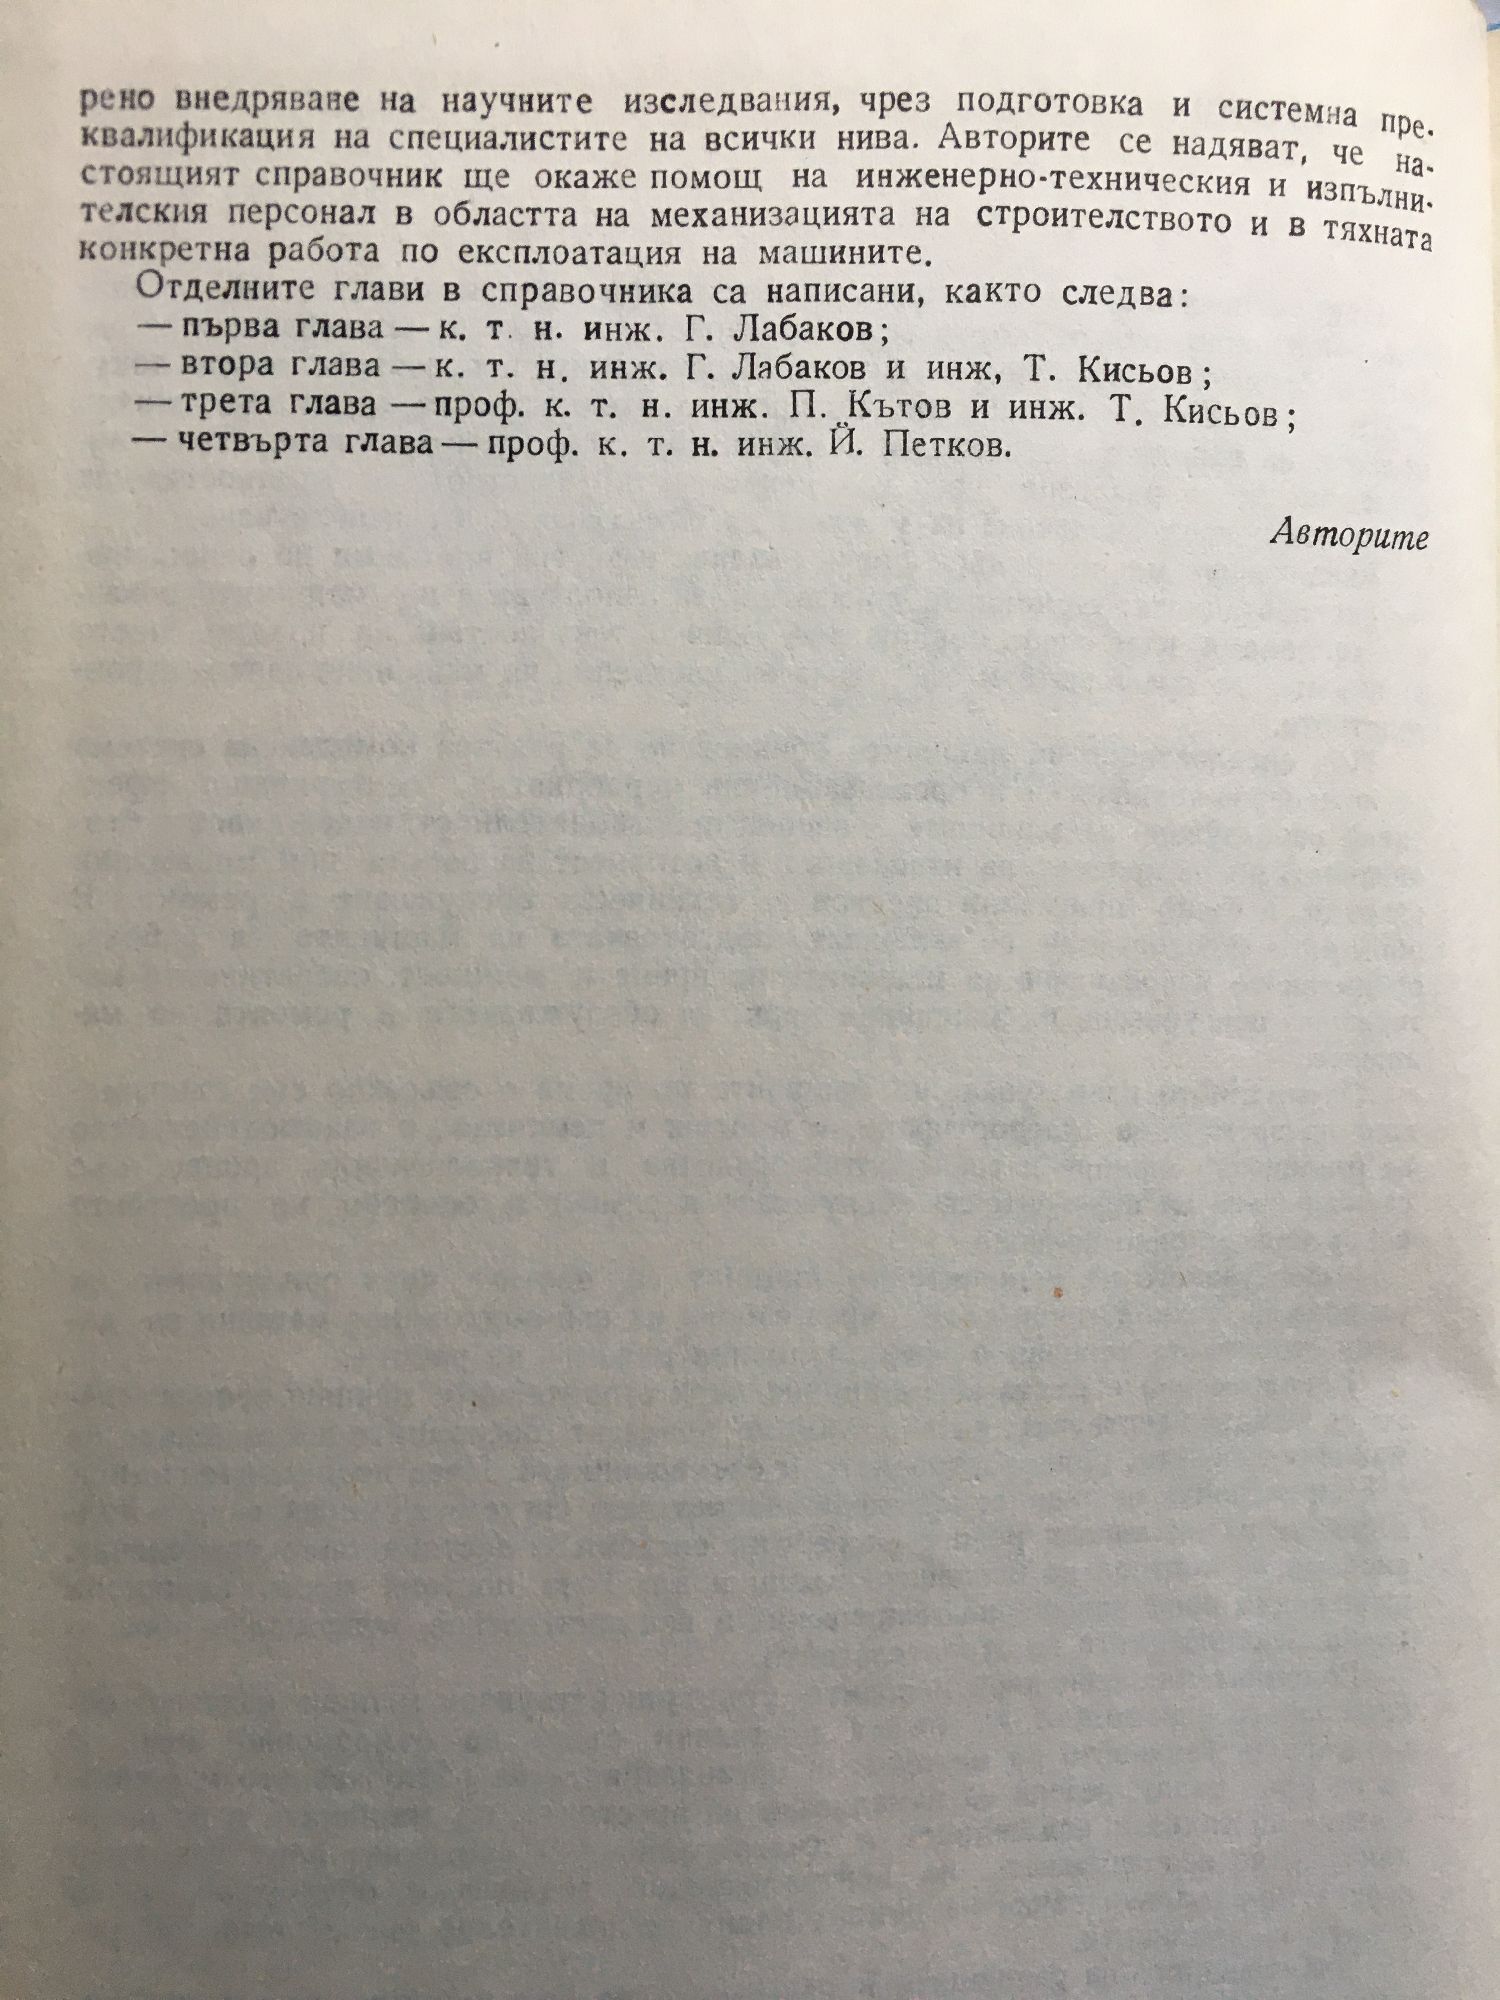 рено внедряване на научните изследвания, чрез подготовка и системна пре-
квалификация на специалистите на всички нива. Авторите се надяват, че на-
стоящият справочник ще окаже помощ на инженерно-техническия и изпълни-
телския персонал в областта на механизацията на строителството и в тяхната
конкретна работа по експлоатация на машините.
Отделните глави в справочника са написани, както следва:
— първа глава — к. т. н. инж. Г. Лабаков;
— втора глава — к. т. н. инж. Г. Лабаков и инж, Т. Кисьов;
— трета глава — проф. к. т. н. инж. П. Кътов и инж. Т. Кисьов;
— четвърта глава — проф. к. т. н. инж. Й. Петков.
Авторите